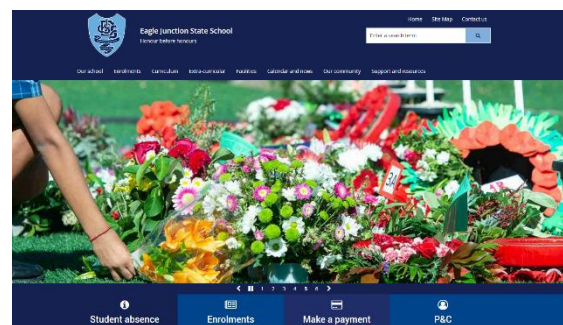 Home Site Map Contact us
Eagle Junction State School
Honour before honours
Enter a search term
Our school Enrolments Curriculum Extra-curricular Facilities Calendar and news Our community Support and resources
1 2 3 4 5 6
Student absence Enrolments Make a payment P&C